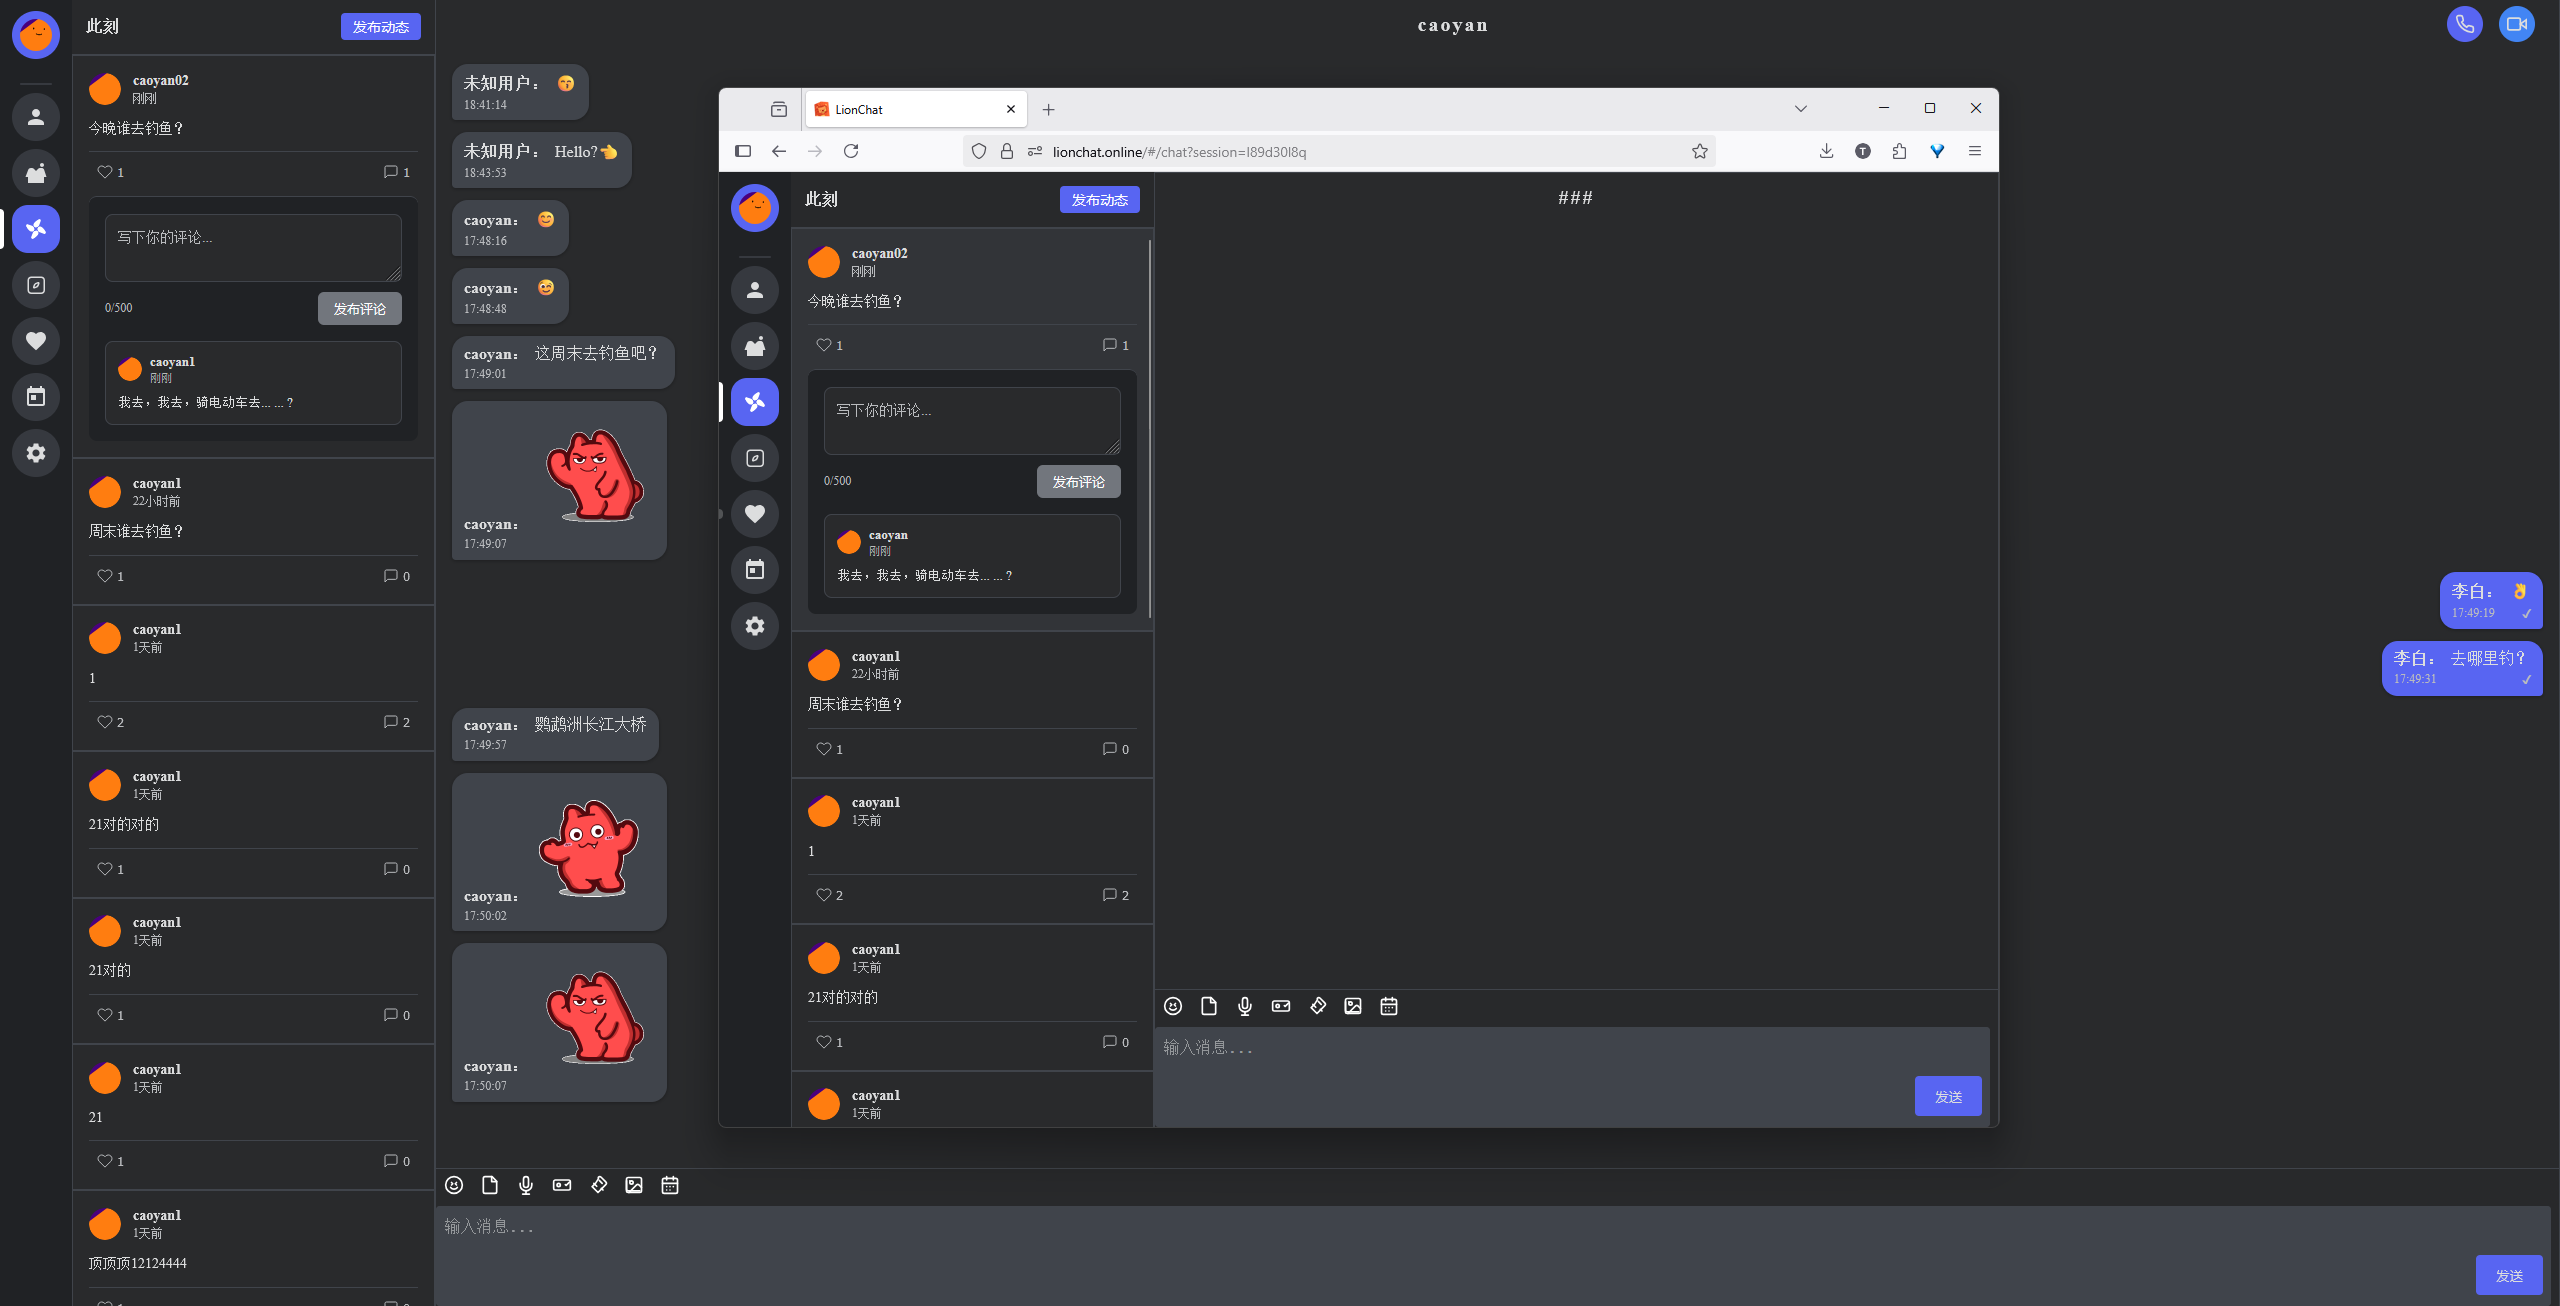 此刻
发布动态
caoyan02
刚刚
今晚谁去钓鱼？
1
1
写下你的评论...
0/500
发布评论
caoyan1
刚刚
我去，我去，骑电动车去... ... ?
caoyan1
22小时前
周末谁去钓鱼？
1
0
caoyan1
1天前
1
2
2
caoyan1
1天前
21对的对的
1
0
caoyan1
1天前
21对的
1
0
caoyan1
1天前
21
1
0
caoyan1
1天前
顶顶顶12124444
caoyan
未知用户： 😙
18:41:14
未知用户： Hello?👈
18:43:53
caoyan： 😊
17:48:16
caoyan： 😊
17:48:48
caoyan： 这周末去钓鱼吧？
17:49:01
caoyan：
17:49:07
李白： 👌
17:49:19 ✓
李白： 去哪里钓？
17:49:31 ✓
caoyan： 鹦鹉洲长江大桥
17:49:57
caoyan：
17:50:02
caoyan：
17:50:07
输入消息...
发送
LionChat
lionchat.online/#/chat?session=l89d30l8q
T
此刻
发布动态
###
caoyan02
刚刚
今晚谁去钓鱼？
1
1
写下你的评论...
0/500
发布评论
caoyan
刚刚
我去，我去，骑电动车去... ... ?
caoyan1
22小时前
周末谁去钓鱼？
1
0
caoyan1
1天前
1
2
2
caoyan1
1天前
21对的对的
1
0
caoyan1
1天前
输入消息...
发送